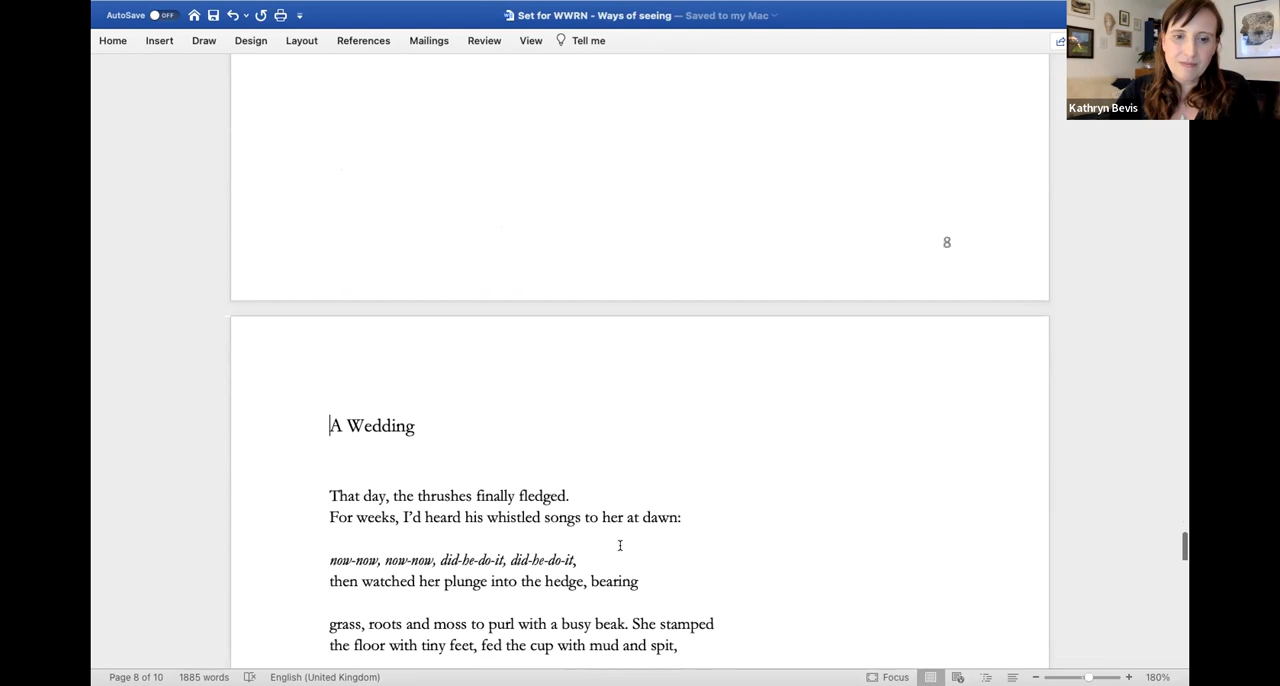 AutoSave OFF
Set for WWRN - Ways of seeing — Saved to my Mac
Home Insert Draw Design Layout References Mailings Review View Tell me
Kathryn Bevis
8
A Wedding
That day, the thrushes finally fledged.
For weeks, I’d heard his whistled songs to her at dawn:
now-now, now-now, did-he-do-it, did-he-do-it,
then watched her plunge into the hedge, bearing
grass, roots and moss to purl with a busy beak. She stamped
the floor with tiny feet, fed the cup with mud and spit,
Page 8 of 10 1885 words English (United Kingdom) Focus 180%